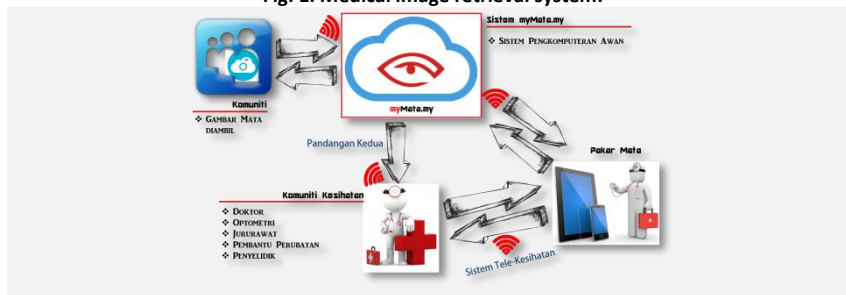 Fig. 1. Medical image retrieval system.
Sistem myMata.my
❖ SISTEM PENGKOMPUTERAN AWAN
myMata.my
Komuniti
❖ GAMBAR MATA
DIAMBIL
Pandangan Kedua
Pakar Mata
Komuniti Kesihatan
❖ DOKTOR
❖ OPTOMETRI
❖ JURURAWAT
❖ PEMBANTU PERUBATAN
❖ PENYELIDIK
Sistem Tele-Kesihatan